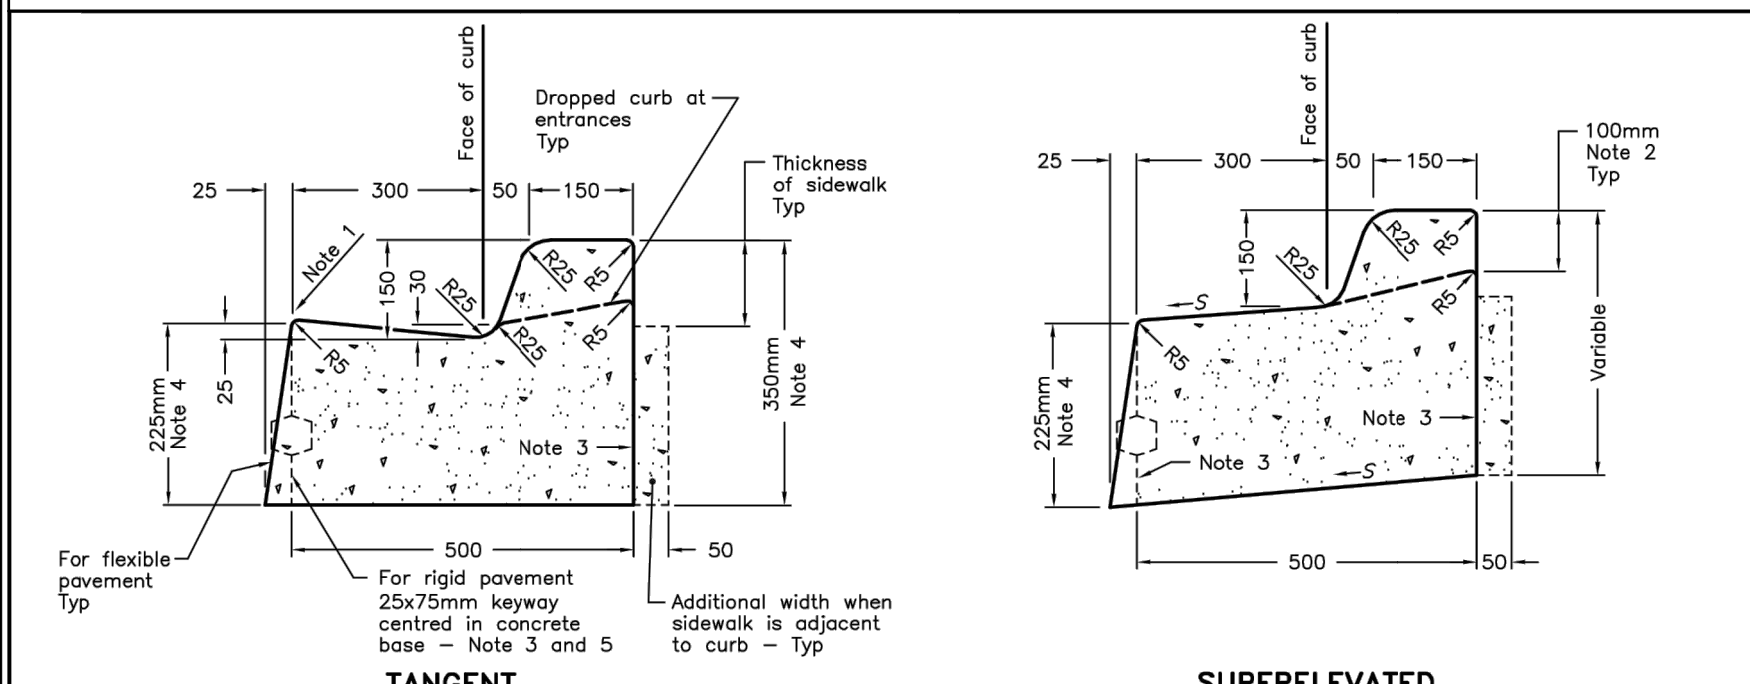 Face of curb
Dropped curb at
entrances
Typ
Thickness
of sidewalk
Typ
25
300
50
150
Note 1
150
30
R25
R25
R5
R5
R25
R5
25
225mm
Note 4
350mm
Note 4
Note 3
500
50
For flexible
pavement
Typ
For rigid pavement
25x75mm keyway
centred in concrete
base – Note 3 and 5
Additional width when
sidewalk is adjacent
to curb – Typ
TANGENT
Face of curb
100mm
Note 2
Typ
25
300
50
150
150
R25
R25
R5
R5
S
R5
Variable
225mm
Note 4
Note 3
Note 3
S
500
50
SUPERELEVATED